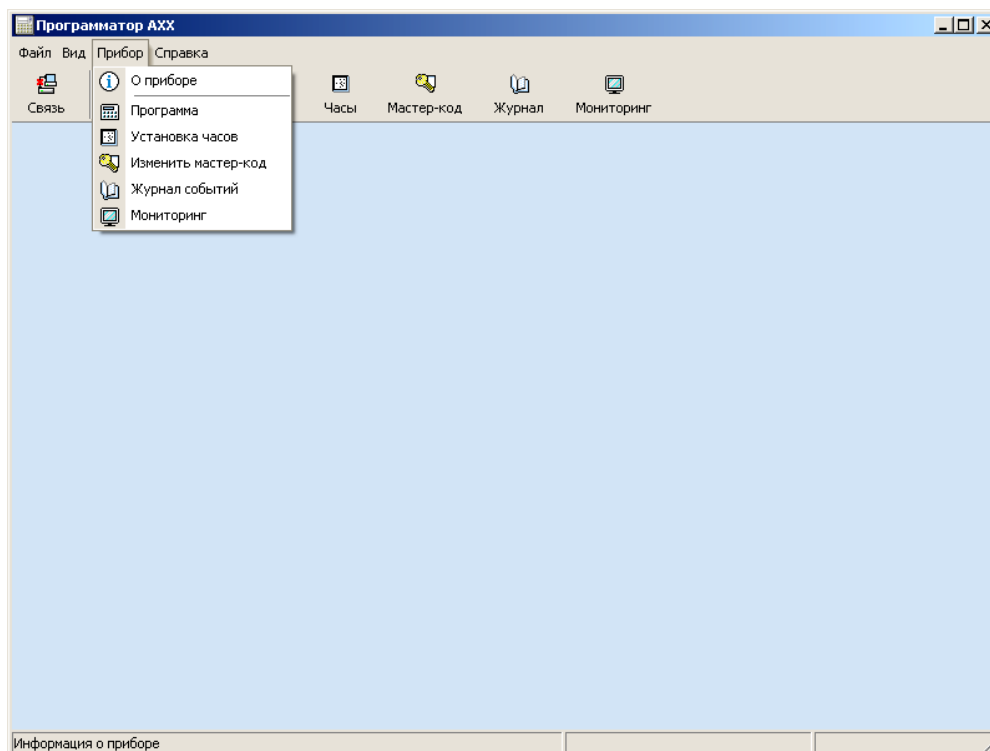 Программатор АХХ
Файл Вид Прибор Справка
Связь Часы Мастер-код Журнал Мониторинг
О приборе
Программа
Установка часов
Изменить мастер-код
Журнал событий
Мониторинг
Информация о приборе